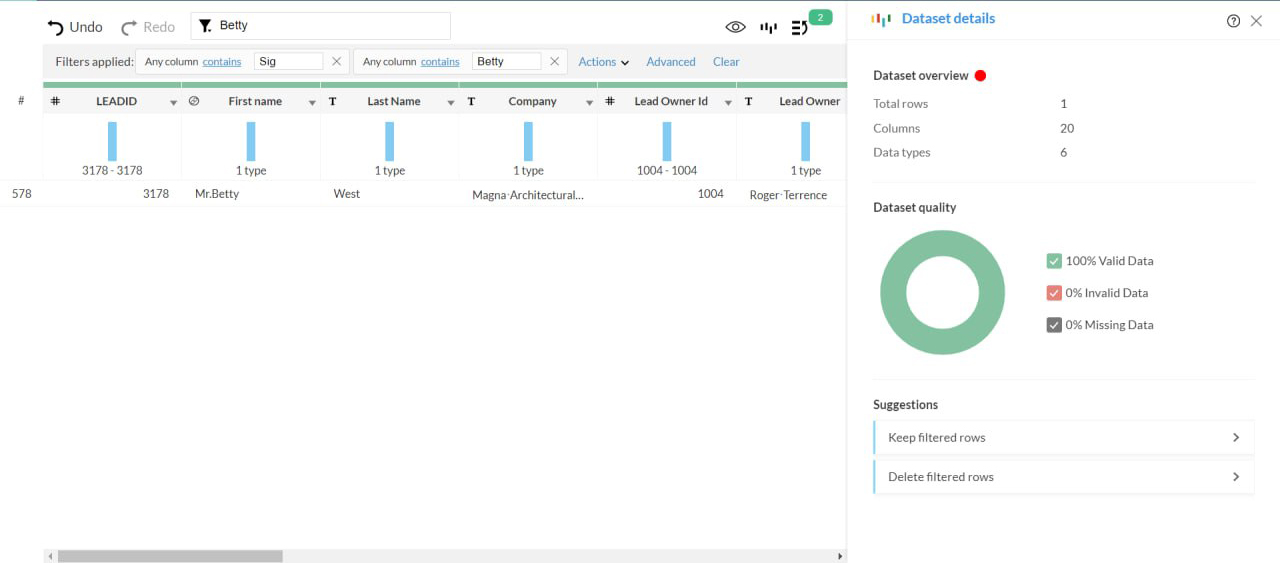 Undo Redo Betty 2
Filters applied: Any column contains Sig Any column contains Betty Actions Advanced Clear
# # LEADID First name T Last Name T Company # Lead Owner Id T Lead Owner
3178 - 3178 1 type 1 type 1 type 1004 - 1004 1 type
578 3178 Mr.Betty West Magna·Architectural... 1004 Roger·Terrence
Dataset details
Dataset overview
Total rows 1
Columns 20
Data types 6
Dataset quality
100% Valid Data
0% Invalid Data
0% Missing Data
Suggestions
Keep filtered rows
Delete filtered rows